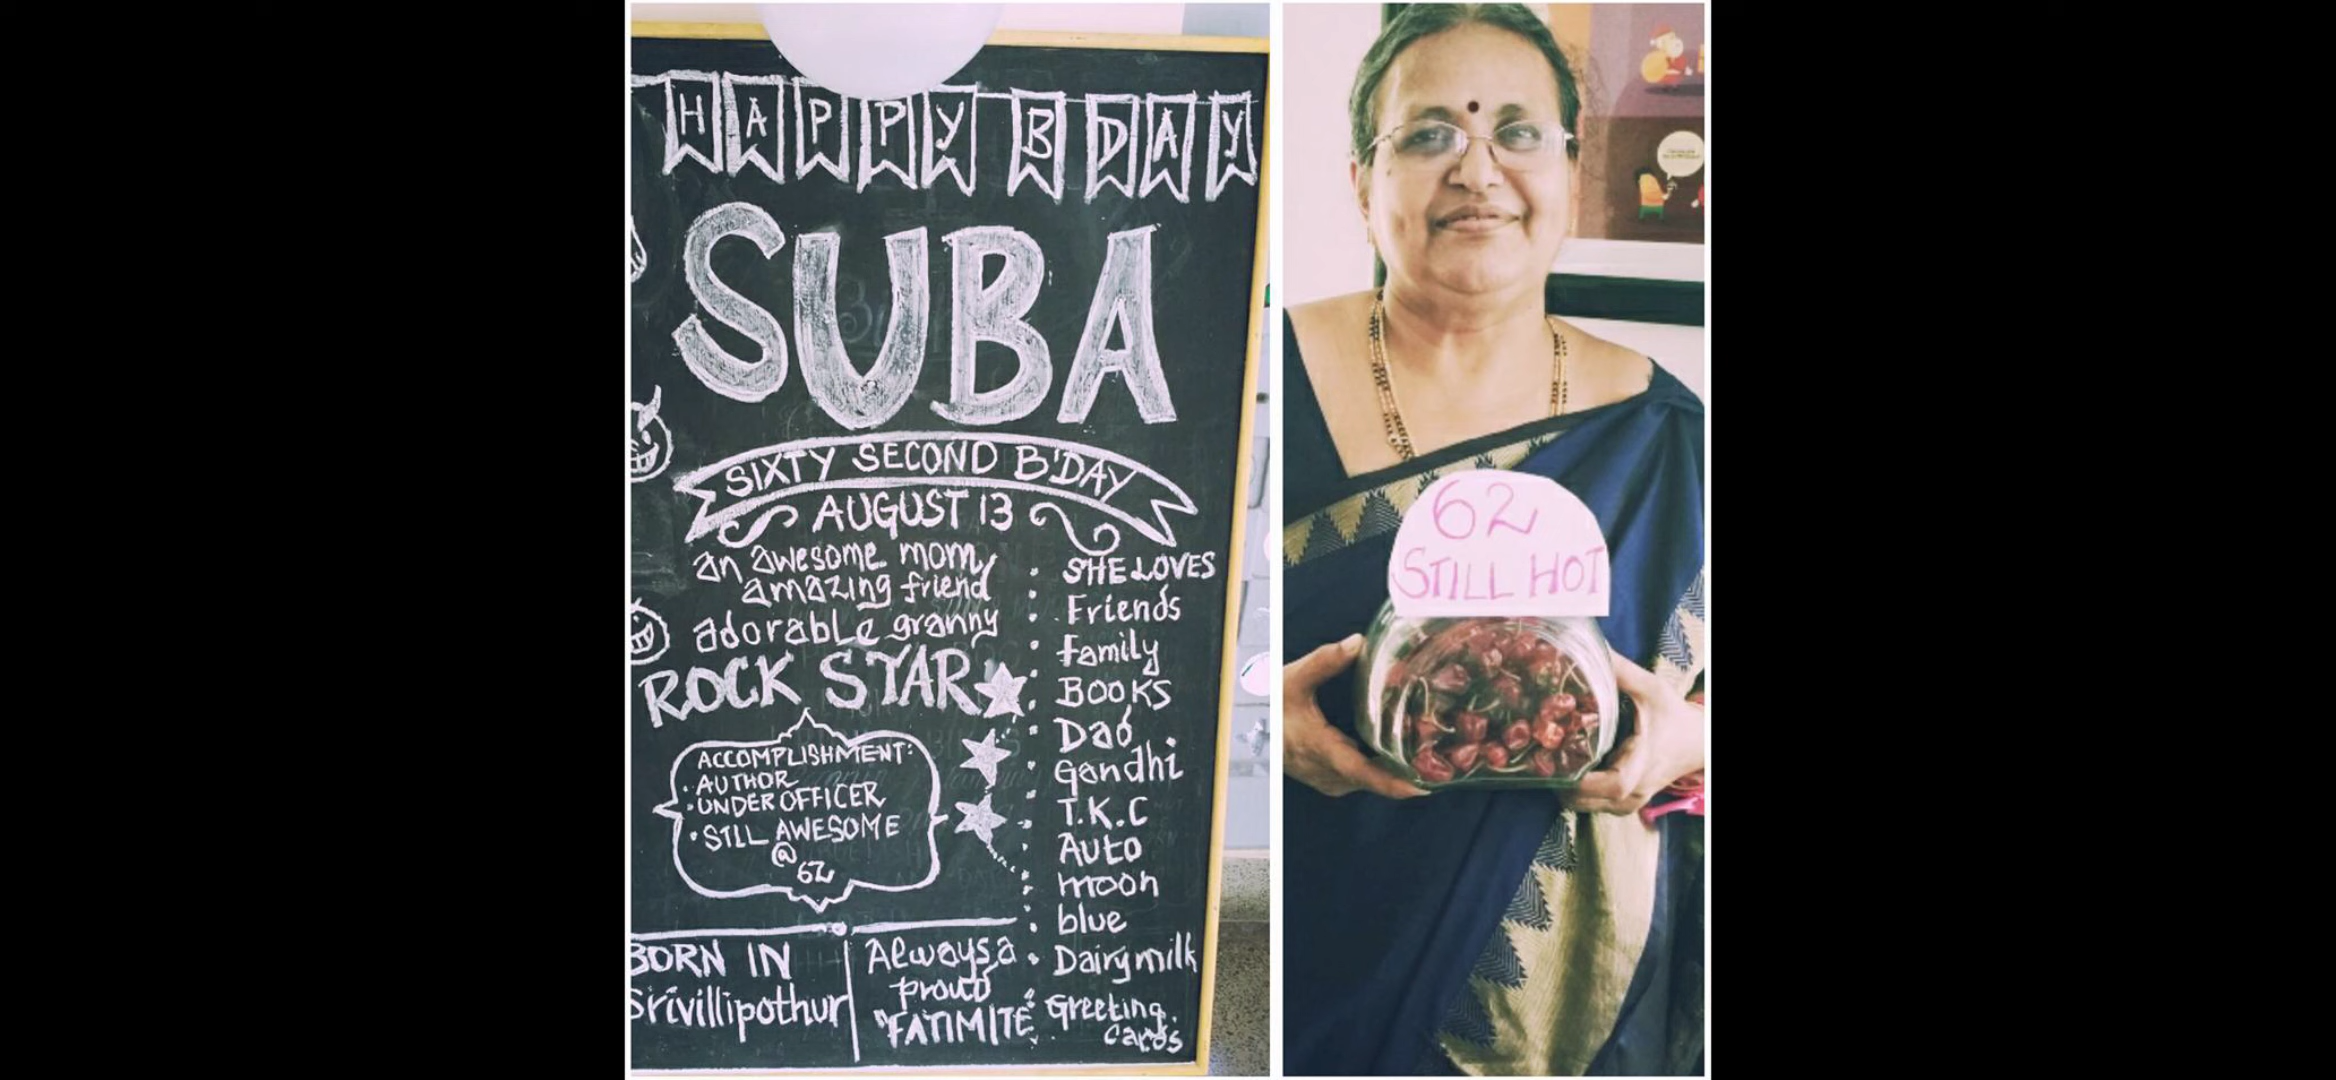 HAPPY B DAY
SUBA
SIXTY SECOND B'DAY
AUGUST 13
an awesome mom,
amazing friend
adorable granny
ROCK STAR
ACCOMPLISHMENT:
• AUTHOR
• UNDER OFFICER
• STILL AWESOME
@
62
BORN IN
Srivillipothur
Always a
proud
"FATIMITE"
• SHE LOVES
• Friends
• Family
• BOOKS
• Dad
• Gandhi
• T.K.C
• Auto
• moon
• blue
• Dairymilk
• Greeting
cards
62
STILL HOT